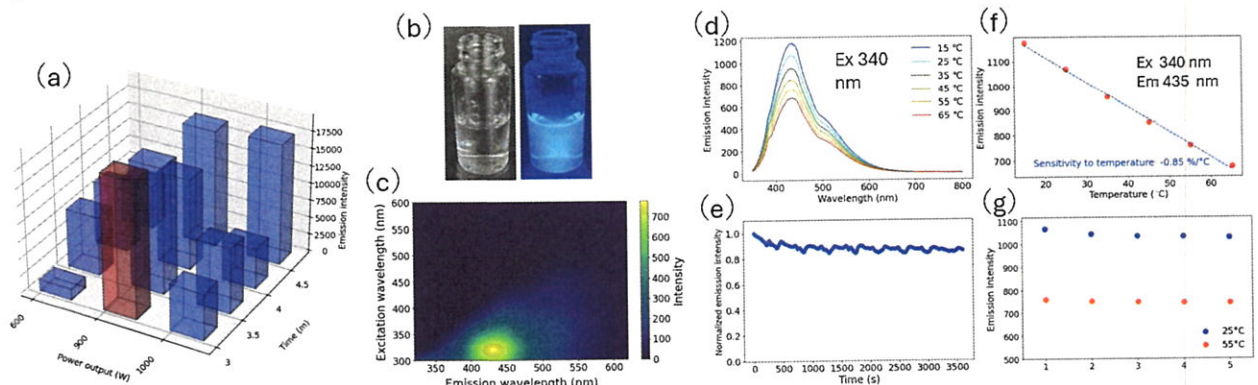 (a)
17500
15000
12500
10000
7500
5000
2500
0
Emission intensity
600
900
1000
Power output (W)
3
3.5
4
4.5
Time (m)
(b)
(c)
600
550
500
450
400
350
300
Excitation wavelength (nm)
350 400 450 500 550 600
Emission wavelength (nm)
700
600
500
400
300
200
100
0
Intensity
(d)
1200
1000
800
600
400
200
0
Emission intensity
Ex 340
nm
15 °C
25 °C
35 °C
45 °C
55 °C
65 °C
400 500 600 700 800
Wavelength (nm)
(e)
1.0
0.8
0.6
0.4
0.2
0.0
Normalized emisssion intensity
0 500 1000 1500 2000 2500 3000 3500
Time (s)
(f)
1100
1000
900
800
700
Emission intensity
Ex 340 nm
Em 435 nm
Sensitivity to temperature -0.85 %/°C
20 30 40 50 60
Temperature (°C)
(g)
1100
1000
900
800
700
600
500
Emission intensity
25°C
55°C
1 2 3 4 5